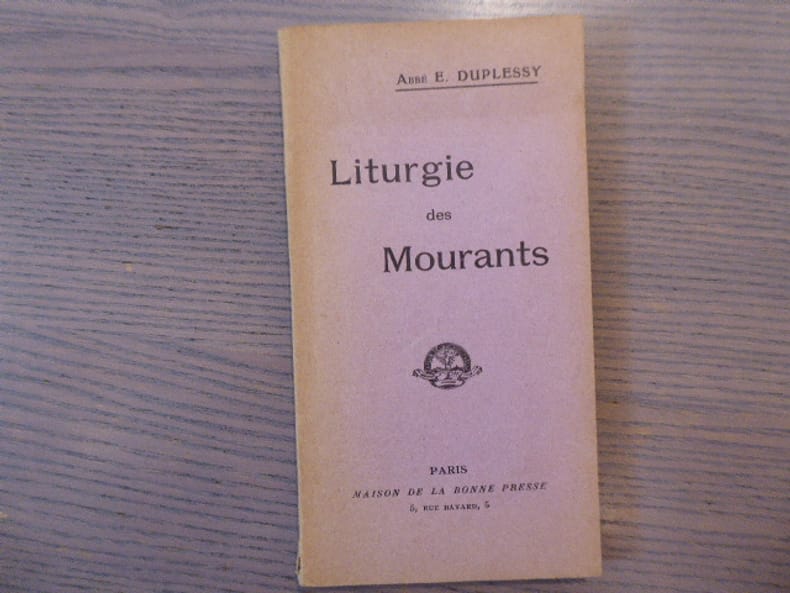 ABBÉ E. DUPLESSY
Liturgie
des
Mourants
PARIS
MAISON DE LA BONNE PRESSE
5, RUE BAYARD, 5